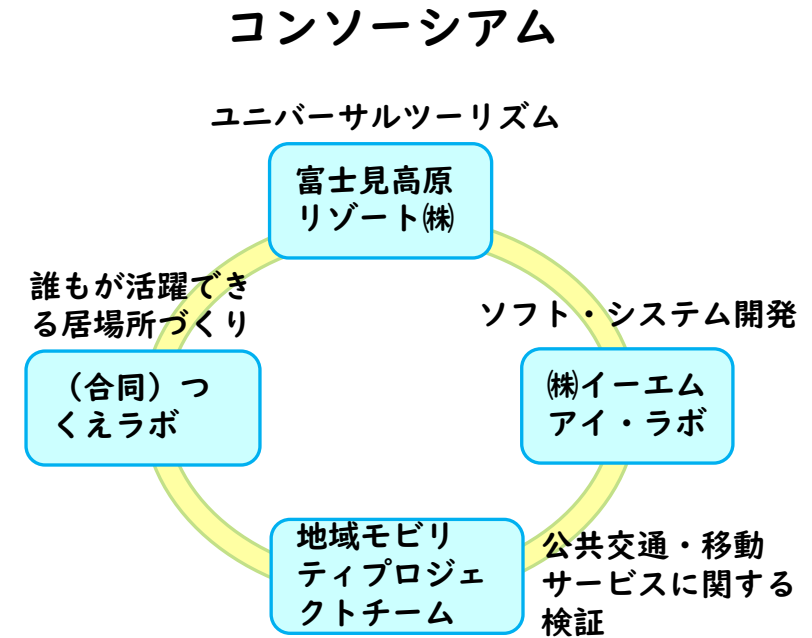 コンソーシアム
ユニバーサルツーリズム
富士見高原
リゾート㈱
誰もが活躍でき
る居場所づくり
ソフト・システム開発
（合同）つ
くえラボ
㈱イーエム
アイ・ラボ
地域モビリ
ティプロジェ
クトチーム
公共交通・移動
サービスに関する
検証